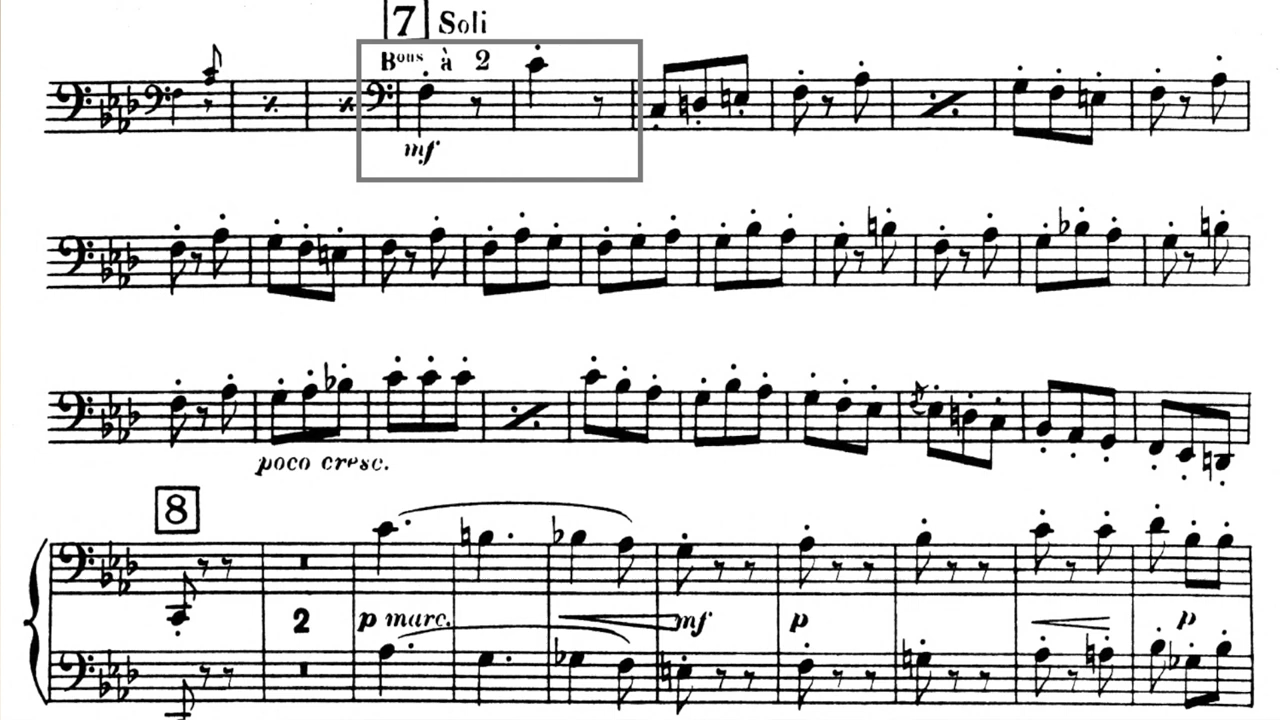 7 Soli
Bons à 2
mf
poco cresc.
8
2 p marc. mf p p